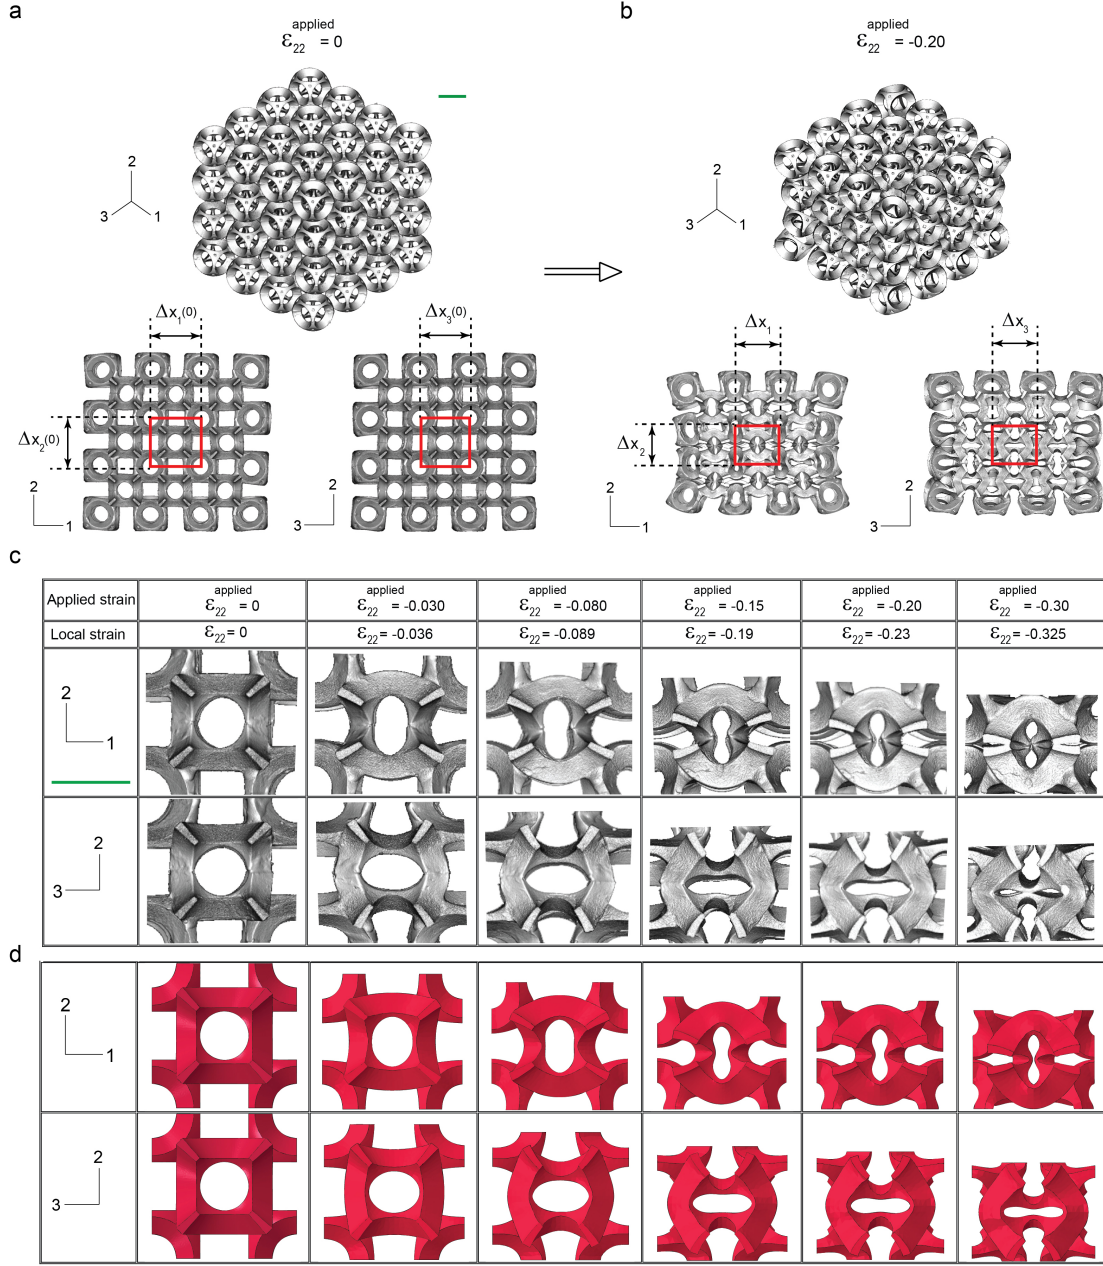 a
applied
ε22 = 0
b
applied
ε22 = -0.20
2
3
1
2
3
1
Δx1(0)
Δx3(0)
Δx1
Δx3
Δx2(0)
Δx2
2
1
2
3
2
1
2
3
c
Applied strain
applied
ε22 = 0
applied
ε22 = -0.030
applied
ε22 = -0.080
applied
ε22 = -0.15
applied
ε22 = -0.20
applied
ε22 = -0.30
Local strain
ε22= 0
ε22= -0.036
ε22= -0.089
ε22= -0.19
ε22= -0.23
ε22= -0.325
2
1
2
3
d
2
1
2
3